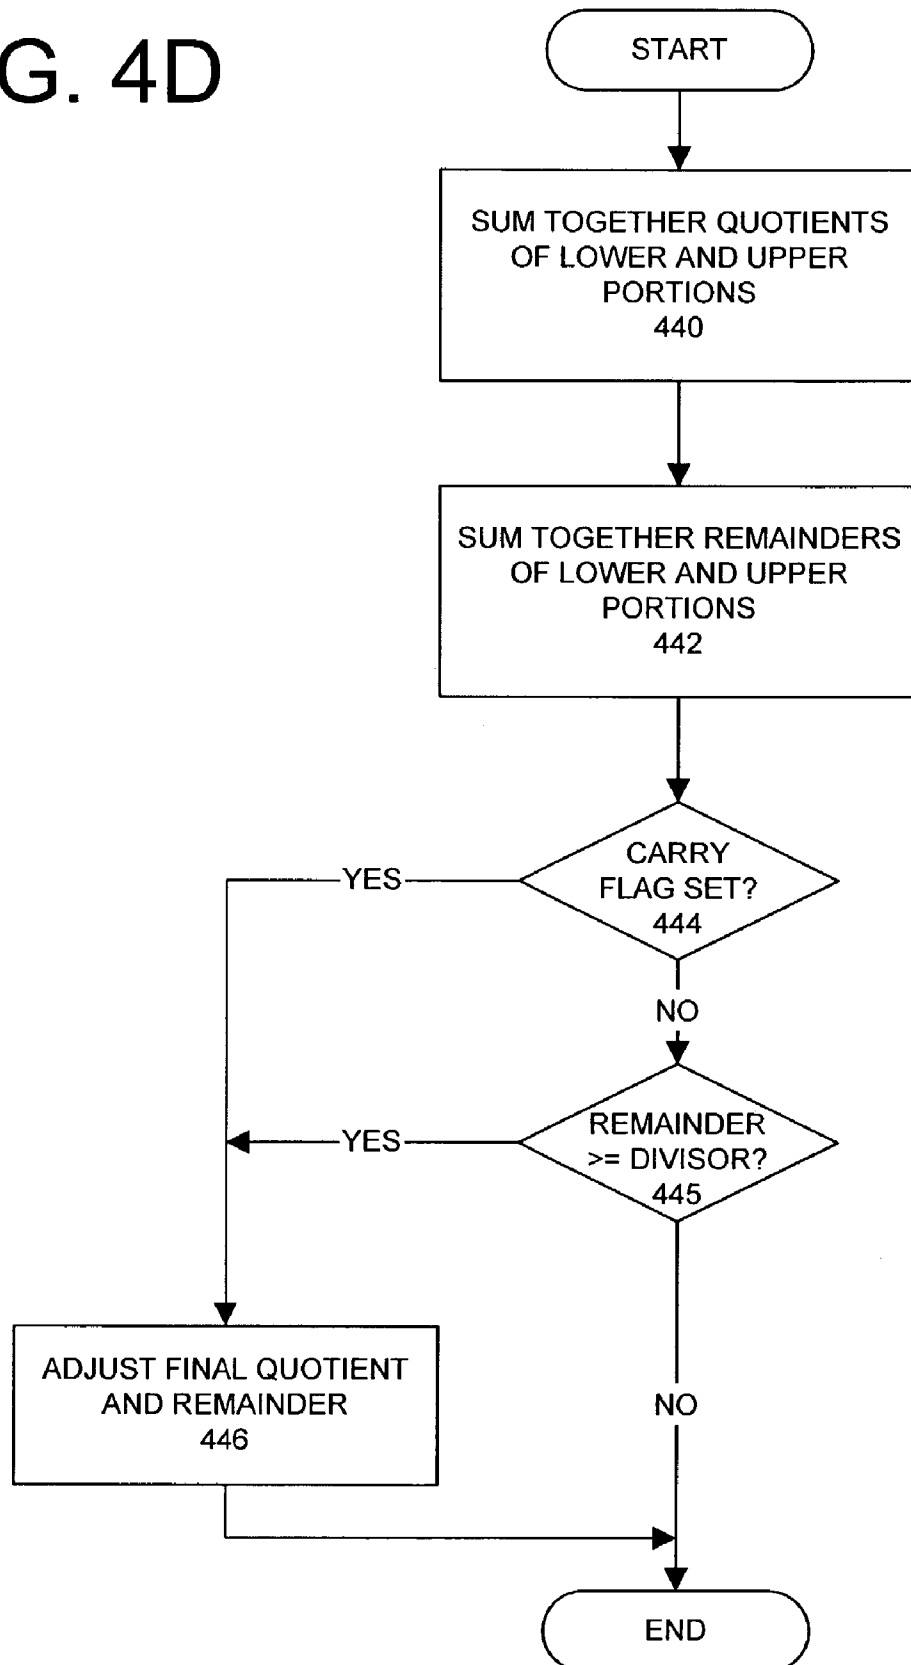 G. 4D
START
SUM TOGETHER QUOTIENTS
OF LOWER AND UPPER
PORTIONS
440
SUM TOGETHER REMAINDERS
OF LOWER AND UPPER
PORTIONS
442
CARRY
FLAG SET?
444
YES
NO
REMAINDER
>= DIVISOR?
445
YES
ADJUST FINAL QUOTIENT
AND REMAINDER
446
NO
END